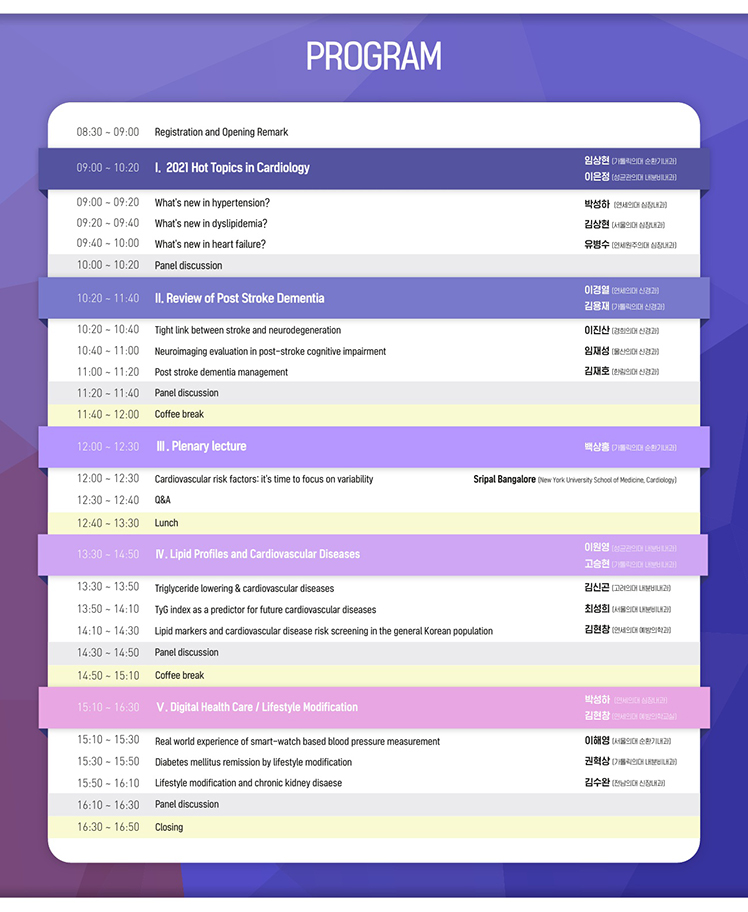 PROGRAM
08:30 ~ 09:00 Registration and Opening Remark
09:00 ~ 10:20 I. 2021 Hot Topics in Cardiology 임상현 (가톨릭의대 순환기내과)
이은정 (성균관의대 내분비내과)
09:00 ~ 09:20 What's new in hypertension? 박성하 (연세의대 심장내과)
09:20 ~ 09:40 What's new in dyslipidemia? 김상현 (서울의대 심장내과)
09:40 ~ 10:00 What's new in heart failure? 유병수 (연세원주의대 심장내과)
10:00 ~ 10:20 Panel discussion
10:20 ~ 11:40 II. Review of Post Stroke Dementia 이경열 (연세의대 신경과)
김용재 (가톨릭의대 신경과)
10:20 ~ 10:40 Tight link between stroke and neurodegeneration 이진산 (경희의대 신경과)
10:40 ~ 11:00 Neuroimaging evaluation in post-stroke cognitive impairment 임재성 (울산의대 신경과)
11:00 ~ 11:20 Post stroke dementia management 김재호 (한림의대 신경과)
11:20 ~ 11:40 Panel discussion
11:40 ~ 12:00 Coffee break
12:00 ~ 12:30 III. Plenary lecture 백상홍 (가톨릭의대 순환기내과)
12:00 ~ 12:30 Cardiovascular risk factors: it's time to focus on variability Sripal Bangalore (New York University School of Medicine, Cardiology)
12:30 ~ 12:40 Q&A
12:40 ~ 13:30 Lunch
13:30 ~ 14:50 IV. Lipid Profiles and Cardiovascular Diseases 이원영 (성균관의대 내분비내과)
고승현 (가톨릭의대 내분비내과)
13:30 ~ 13:50 Triglyceride lowering & cardiovascular diseases 김신곤 (고려의대 내분비내과)
13:50 ~ 14:10 TyG index as a predictor for future cardiovascular diseases 최성희 (서울의대 내분비내과)
14:10 ~ 14:30 Lipid markers and cardiovascular disease risk screening in the general Korean population 김현창 (연세의대 예방의학과)
14:30 ~ 14:50 Panel discussion
14:50 ~ 15:10 Coffee break
15:10 ~ 16:30 V. Digital Health Care / Lifestyle Modification 박성하 (연세의대 심장내과)
김현창 (연세의대 예방의학교실)
15:10 ~ 15:30 Real world experience of smart-watch based blood pressure measurement 이해영 (서울의대 순환기내과)
15:30 ~ 15:50 Diabetes mellitus remission by lifestyle modification 권혁상 (가톨릭의대 내분비내과)
15:50 ~ 16:10 Lifestyle modification and chronic kidney disaese 김수완 (전남의대 신장내과)
16:10 ~ 16:30 Panel discussion
16:30 ~ 16:50 Closing